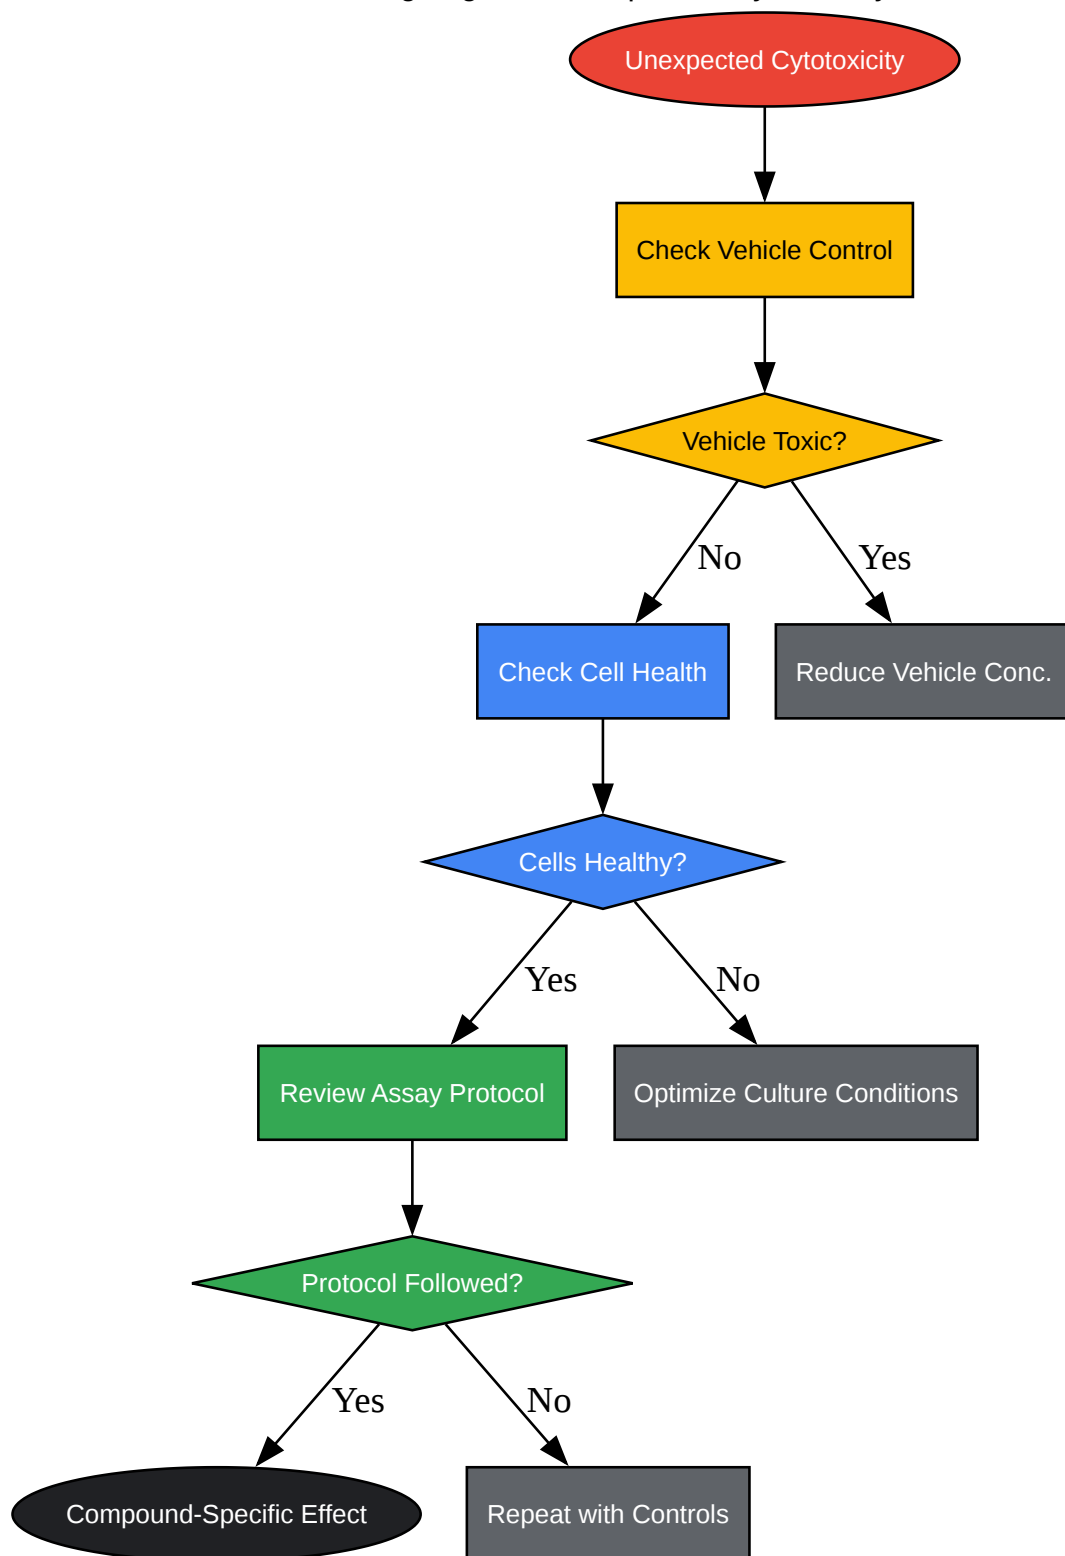 Unexpected Cytotoxicity
Check Vehicle Control
Vehicle Toxic?
No
Yes
Check Cell Health
Reduce Vehicle Conc.
Cells Healthy?
Yes
No
Review Assay Protocol
Optimize Culture Conditions
Protocol Followed?
Yes
No
Compound-Specific Effect
Repeat with Controls